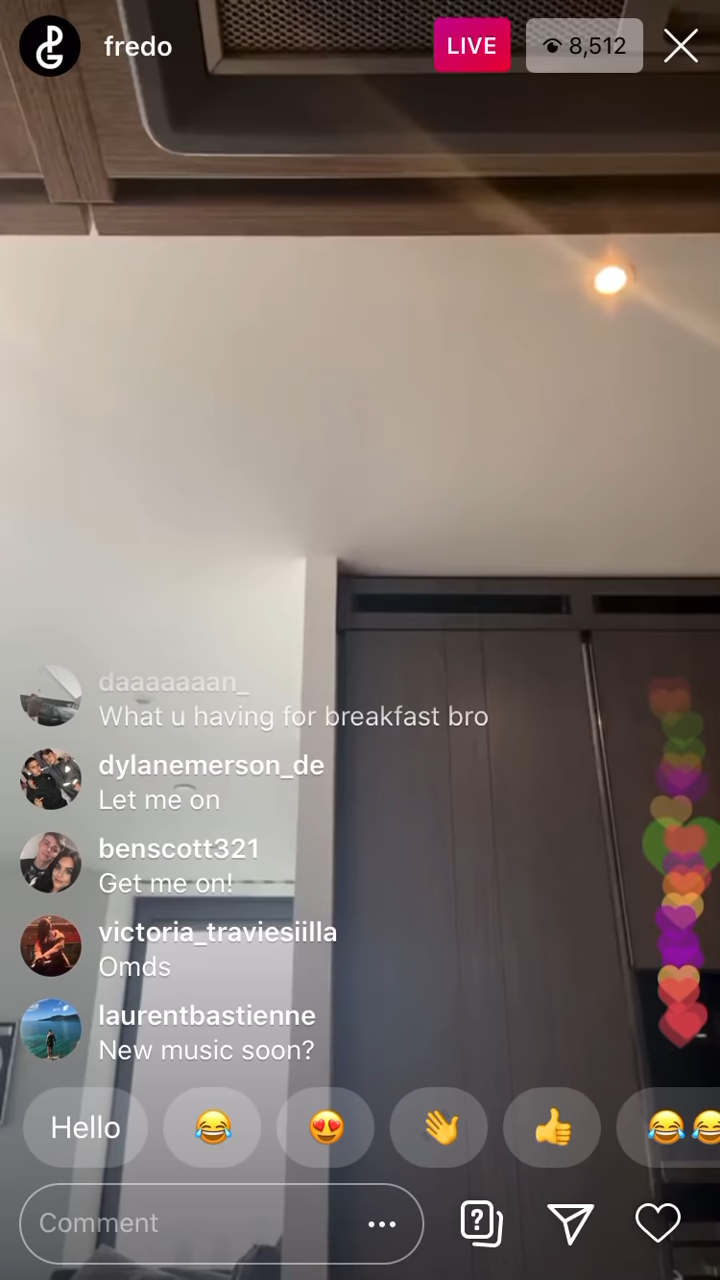 fredo
LIVE
8,512
daaaaaaan_
What u having for breakfast bro
dylanemerson_de
Let me on
benscott321
Get me on!
victoria_traviesiilla
Omds
laurentbastienne
New music soon?
Hello
Comment